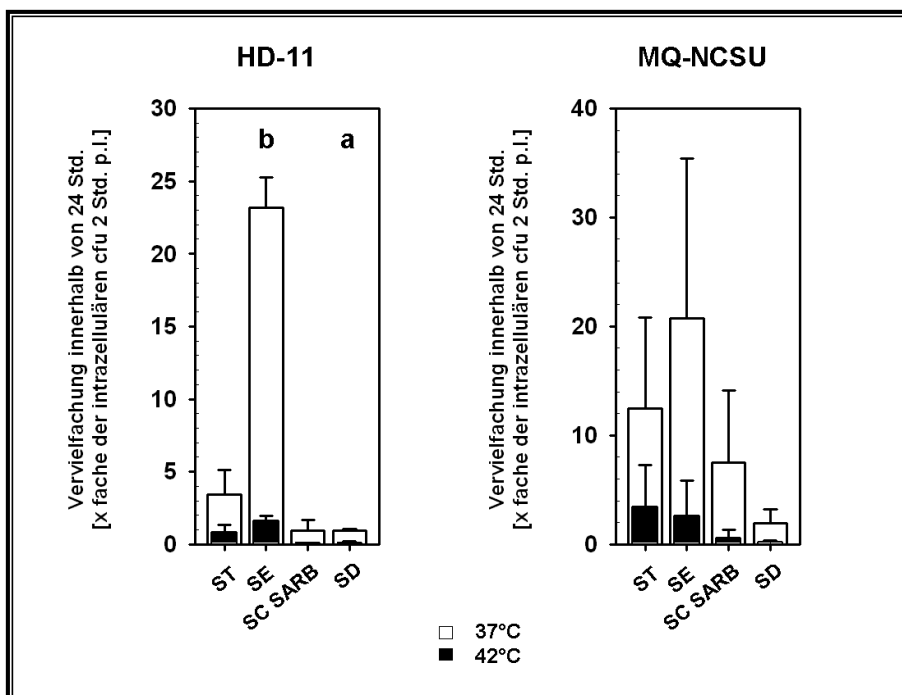 HD-11
MQ-NCSU
Vervielfachung innerhalb von 24 Std.
[x fache der intrazellulären cfu 2 Std. p.I.]
30
25
20
15
10
5
0
b
a
ST
SE
SC SARB
SD
Vervielfachung innerhalb von 24 Std.
[x fache der intrazellulären cfu 2 Std. p.I.]
40
30
20
10
0
ST
SE
SC SARB
SD
37°C
42°C